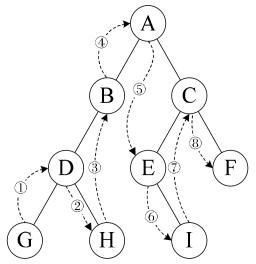 A
④
B ⑤ C
⑧
D ③ E F
① ② ⑥ ⑦
G H I